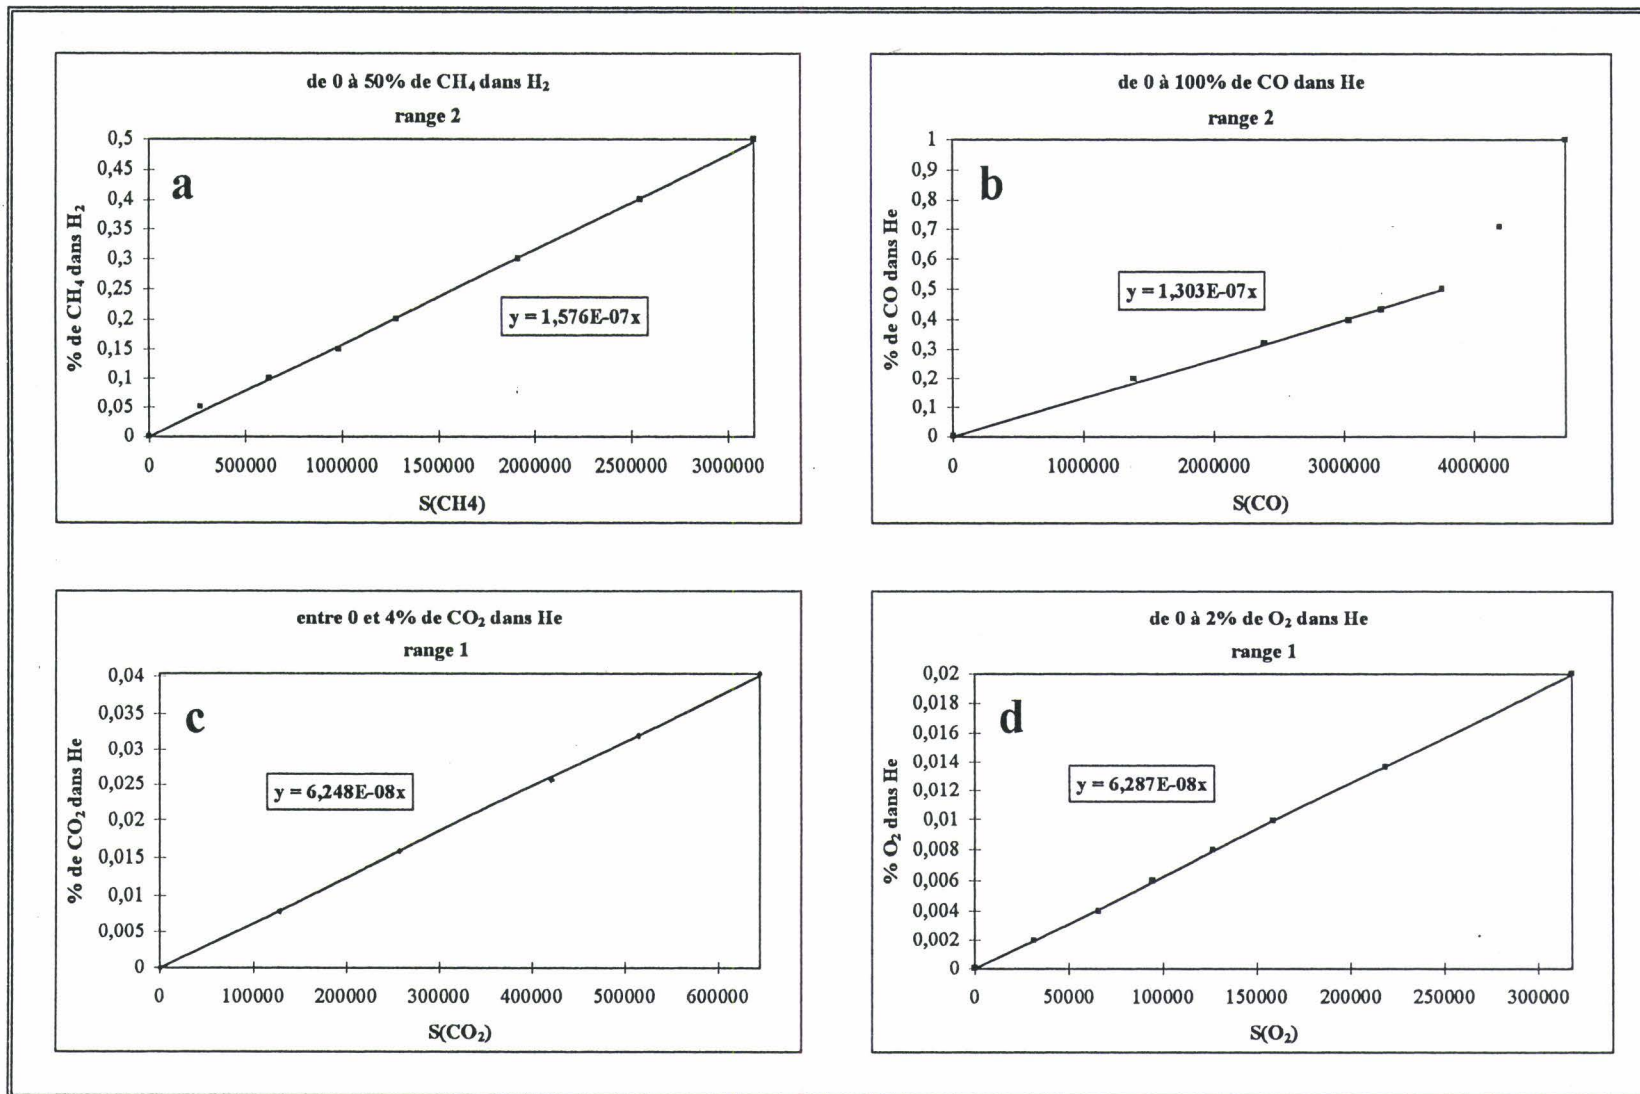 de 0 à 50% de CH₄ dans H₂
range 2
a
% de CH₄ dans H₂
0,5
0,45
0,4
0,35
0,3
0,25
0,2
0,15
0,1
0,05
0
y = 1,576E-07x
0 500000 1000000 1500000 2000000 2500000 3000000
S(CH4)
de 0 à 100% de CO dans He
range 2
b
% de CO dans He
1
0,9
0,8
0,7
0,6
0,5
0,4
0,3
0,2
0,1
0
y = 1,303E-07x
0 1000000 2000000 3000000 4000000
S(CO)
entre 0 et 4% de CO₂ dans He
range 1
c
% de CO₂ dans He
0,04
0,035
0,03
0,025
0,02
0,015
0,01
0,005
0
y = 6,248E-08x
0 100000 200000 300000 400000 500000 600000
S(CO₂)
de 0 à 2% de O₂ dans He
range 1
d
% O₂ dans He
0,02
0,018
0,016
0,014
0,012
0,01
0,008
0,006
0,004
0,002
0
y = 6,287E-08x
0 50000 100000 150000 200000 250000 300000
S(O₂)